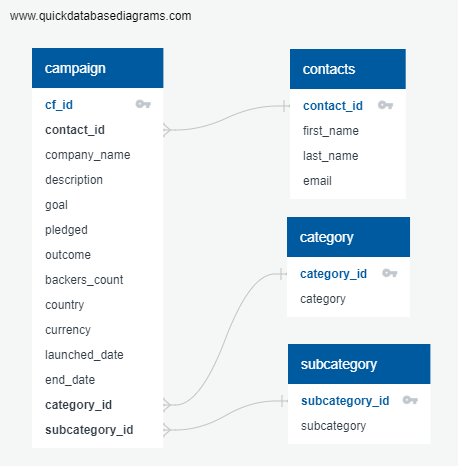 www.quickdatabasediagrams.com
campaign
cf_id
contact_id
company_name
description
goal
pledged
outcome
backers_count
country
currency
launched_date
end_date
category_id
subcategory_id
contacts
contact_id
first_name
last_name
email
category
category_id
category
subcategory
subcategory_id
subcategory